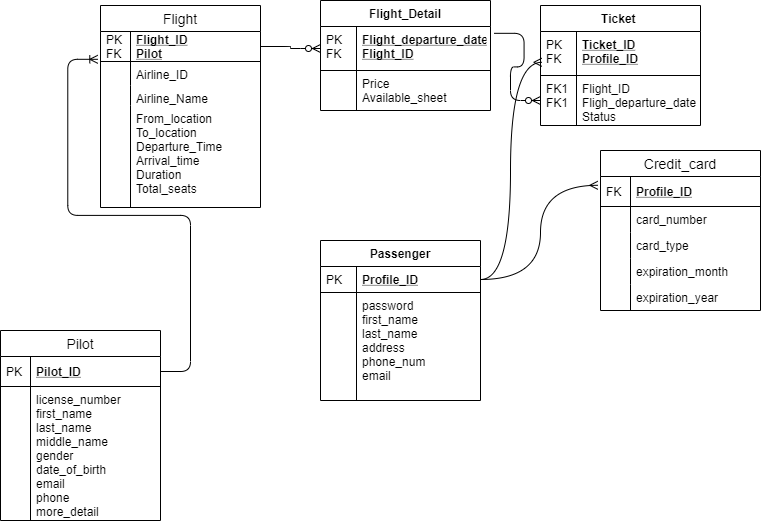 Flight
PK Flight_ID
FK Pilot
Airline_ID
Airline_Name
From_location
To_location
Departure_Time
Arrival_time
Duration
Total_seats
Flight_Detail
PK Flight_departure_date
FK Flight_ID
Price
Available_sheet
Ticket
PK Ticket_ID
FK Profile_ID
FK1 Flight_ID
FK1 Fligh_departure_date
Status
Credit_card
FK Profile_ID
card_number
card_type
expiration_month
expiration_year
Passenger
PK Profile_ID
password
first_name
last_name
address
phone_num
email
Pilot
PK Pilot_ID
license_number
first_name
last_name
middle_name
gender
date_of_birth
email
phone
more_detail